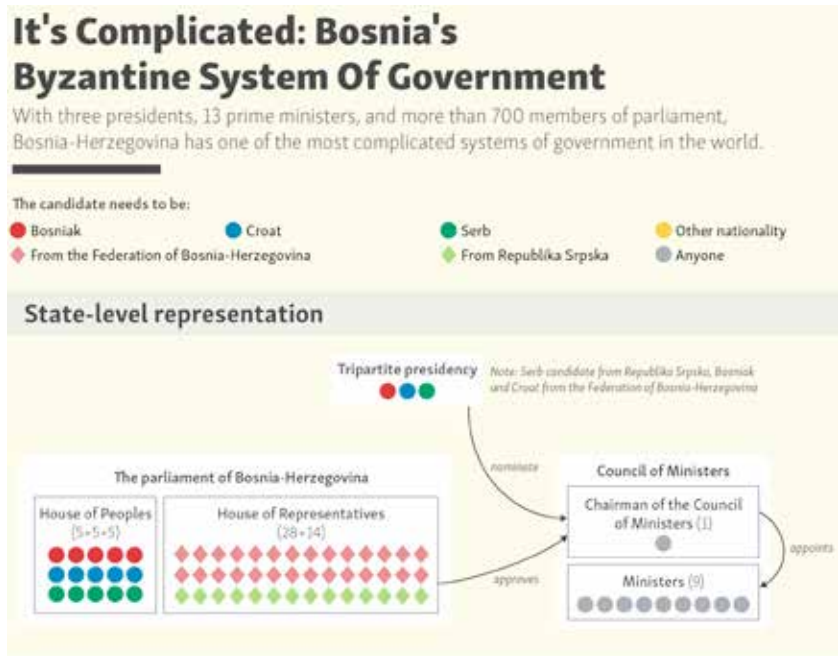 It's Complicated: Bosnia's
Byzantine System Of Government
With three presidents, 13 prime ministers, and more than 700 members of parliament,
Bosnia-Herzegovina has one of the most complicated systems of government in the world.
The candidate needs to be:
Bosniak
Croat
Serb
Other nationality
From the Federation of Bosnia-Herzegovina
From Republika Srpska
Anyone
State-level representation
Tripartite presidency
Note: Serb candidate from Republika Srpska, Bosniak
and Croat from the Federation of Bosnia-Herzegovina
nominate
The parliament of Bosnia-Herzegovina
House of Peoples
(5+5+5)
House of Representatives
(28+14)
approves
Council of Ministers
Chairman of the Council
of Ministers (1)
appoints
Ministers (9)